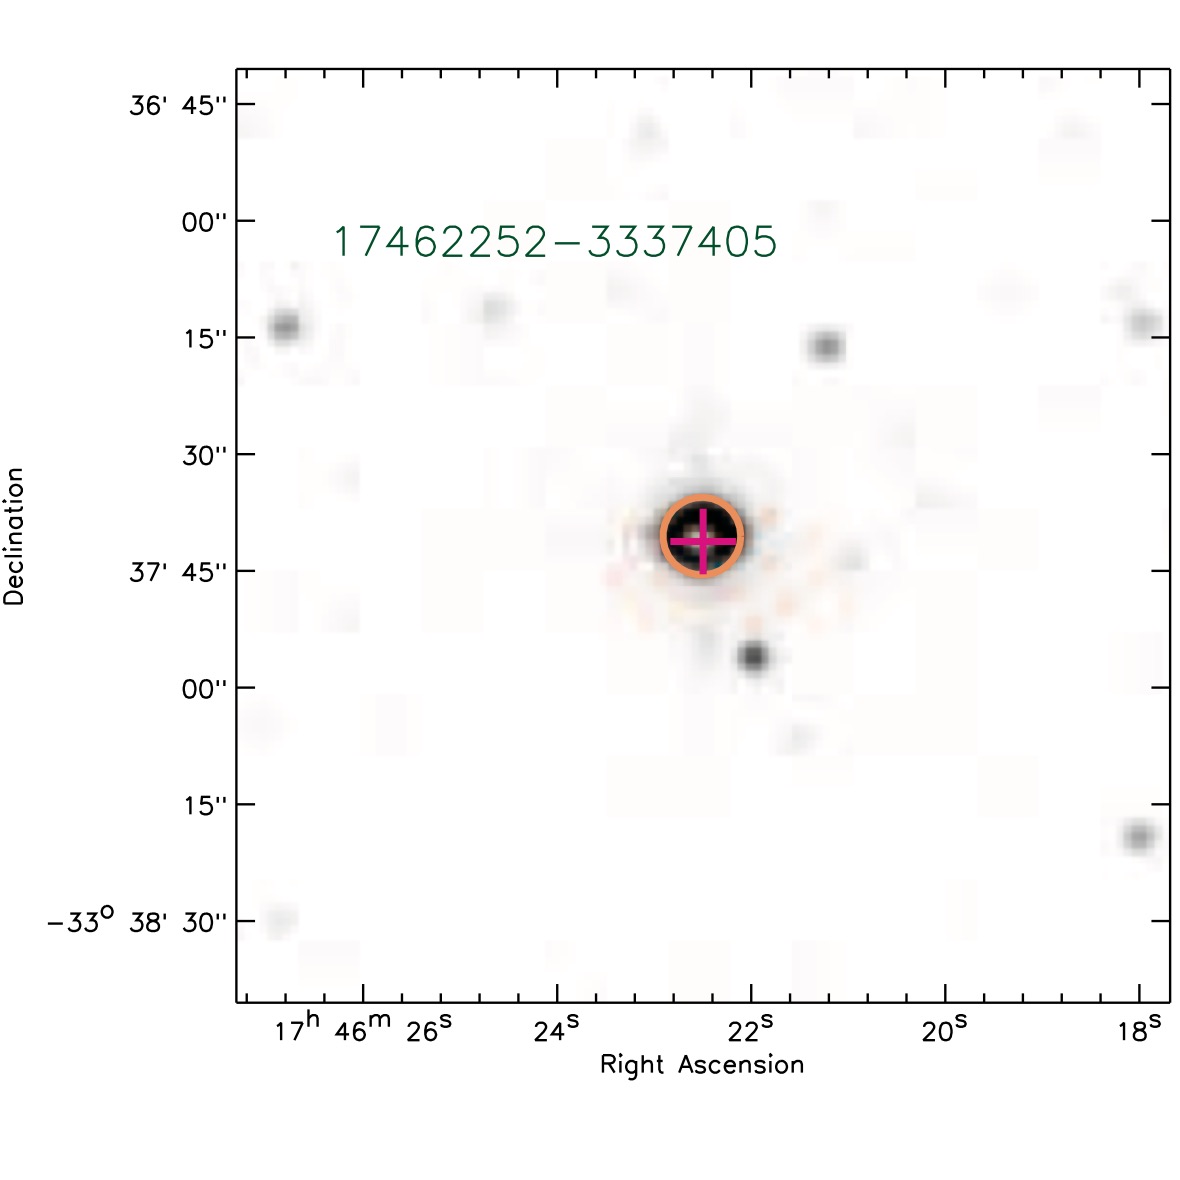 36' 45"
00"
17462252−3337405
15"
30"
37' 45"
00"
15"
−33° 38' 30"
17ʰ 46ᵐ 26ˢ 24ˢ 22ˢ 20ˢ 18ˢ
Right Ascension
Declination